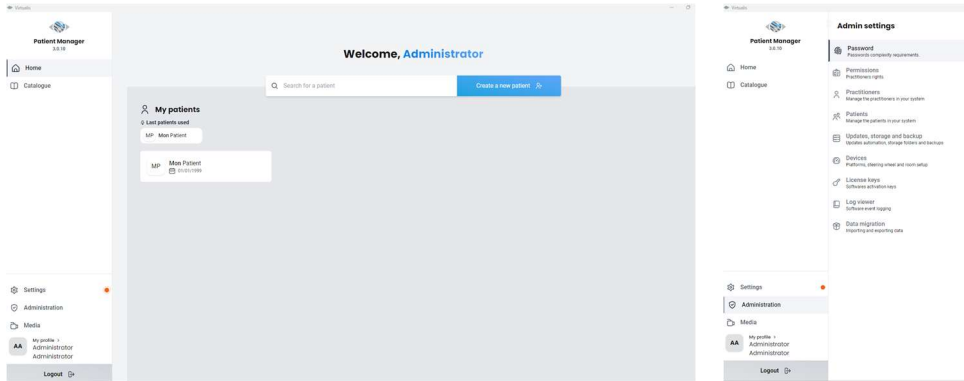 Virtualis
Patient Manager
3.0.10
Home
Catalogue
Settings
Administration
Media
My profile >
AA
Administrator
Administrator
Logout
Welcome, Administrator
Search for a patient
Create a new patient
My patients
Last patients used
MP Mon Patient
MP
Mon Patient
01/01/1999
Virtualis
Patient Manager
3.0.10
Home
Catalogue
Settings
Administration
Media
My profile >
AA
Administrator
Administrator
Logout
Admin settings
Password
Passwords complexity requirements
Permissions
Practitioners rights
Practitioners
Manage the practitioners in your system
Patients
Manage the patients in your system
Updates, storage and backup
Updates automation, storage folders and backups
Devices
Platforms, steering wheel and room setup
License keys
Softwares activation keys
Log viewer
Software event logging
Data migration
Importing and exporting data